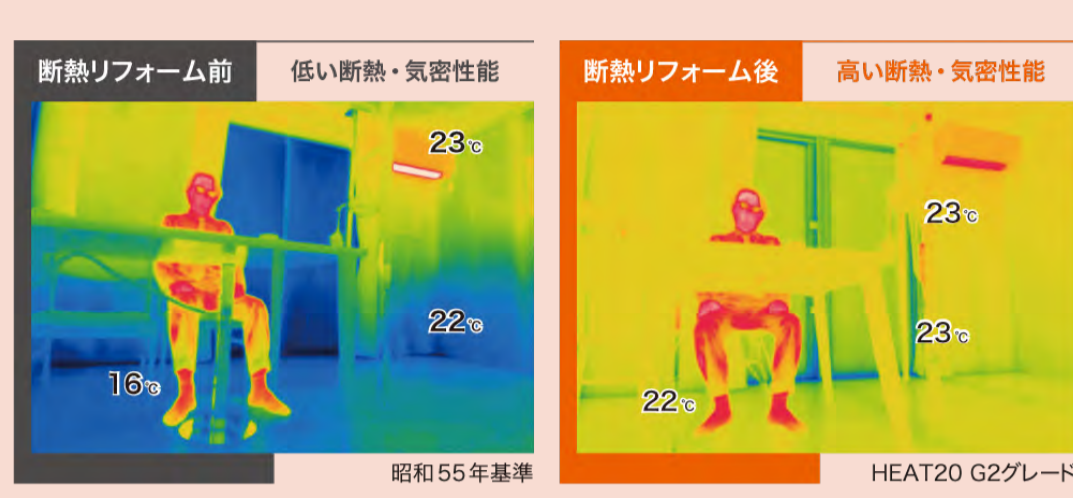 断熱リフォーム前
低い断熱・気密性能
23℃
22℃
16℃
昭和55年基準
断熱リフォーム後
高い断熱・気密性能
23℃
23℃
22℃
HEAT20 G2グレード